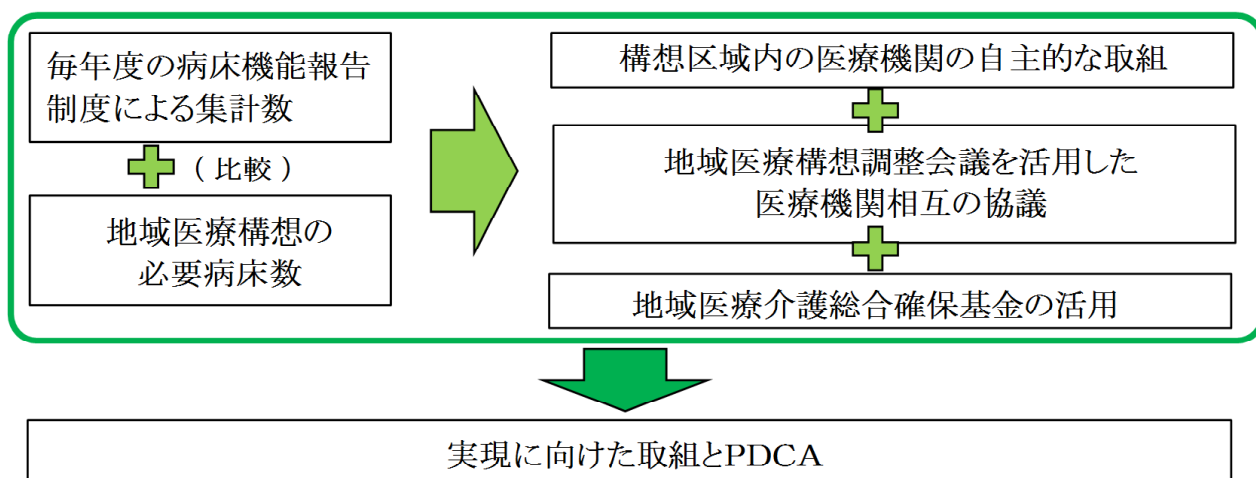 毎年度の病床機能報告
制度による集計数
（ 比較 ）
地域医療構想の
必要病床数
構想区域内の医療機関の自主的な取組
地域医療構想調整会議を活用した
医療機関相互の協議
地域医療介護総合確保基金の活用
実現に向けた取組とPDCA